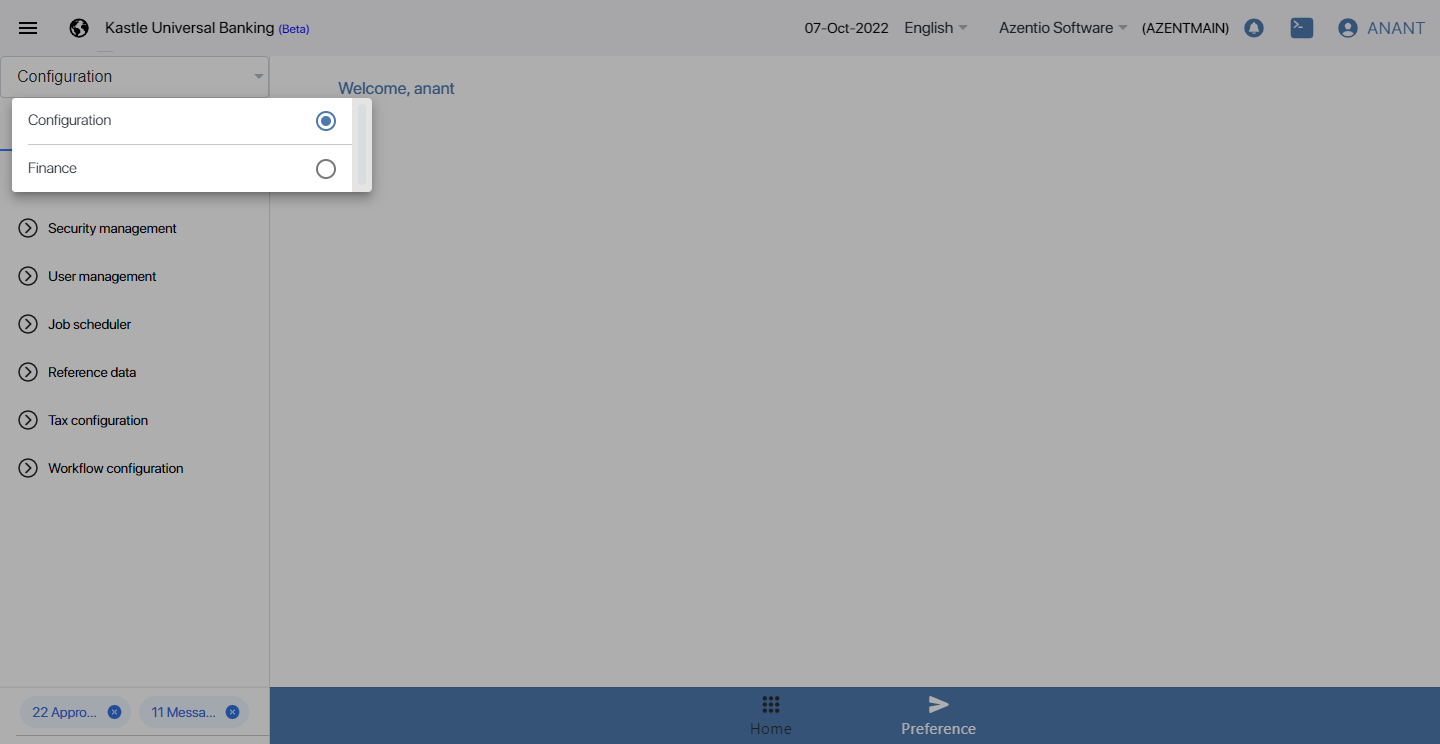 Kastle Universal Banking (Beta)
07-Oct-2022 English Azentio Software (AZENTMAIN) ANANT
Configuration
Welcome, anant
Configuration
Finance
Security management
User management
Job scheduler
Reference data
Tax configuration
Workflow configuration
22 Appro... 11 Messa...
Home
Preference